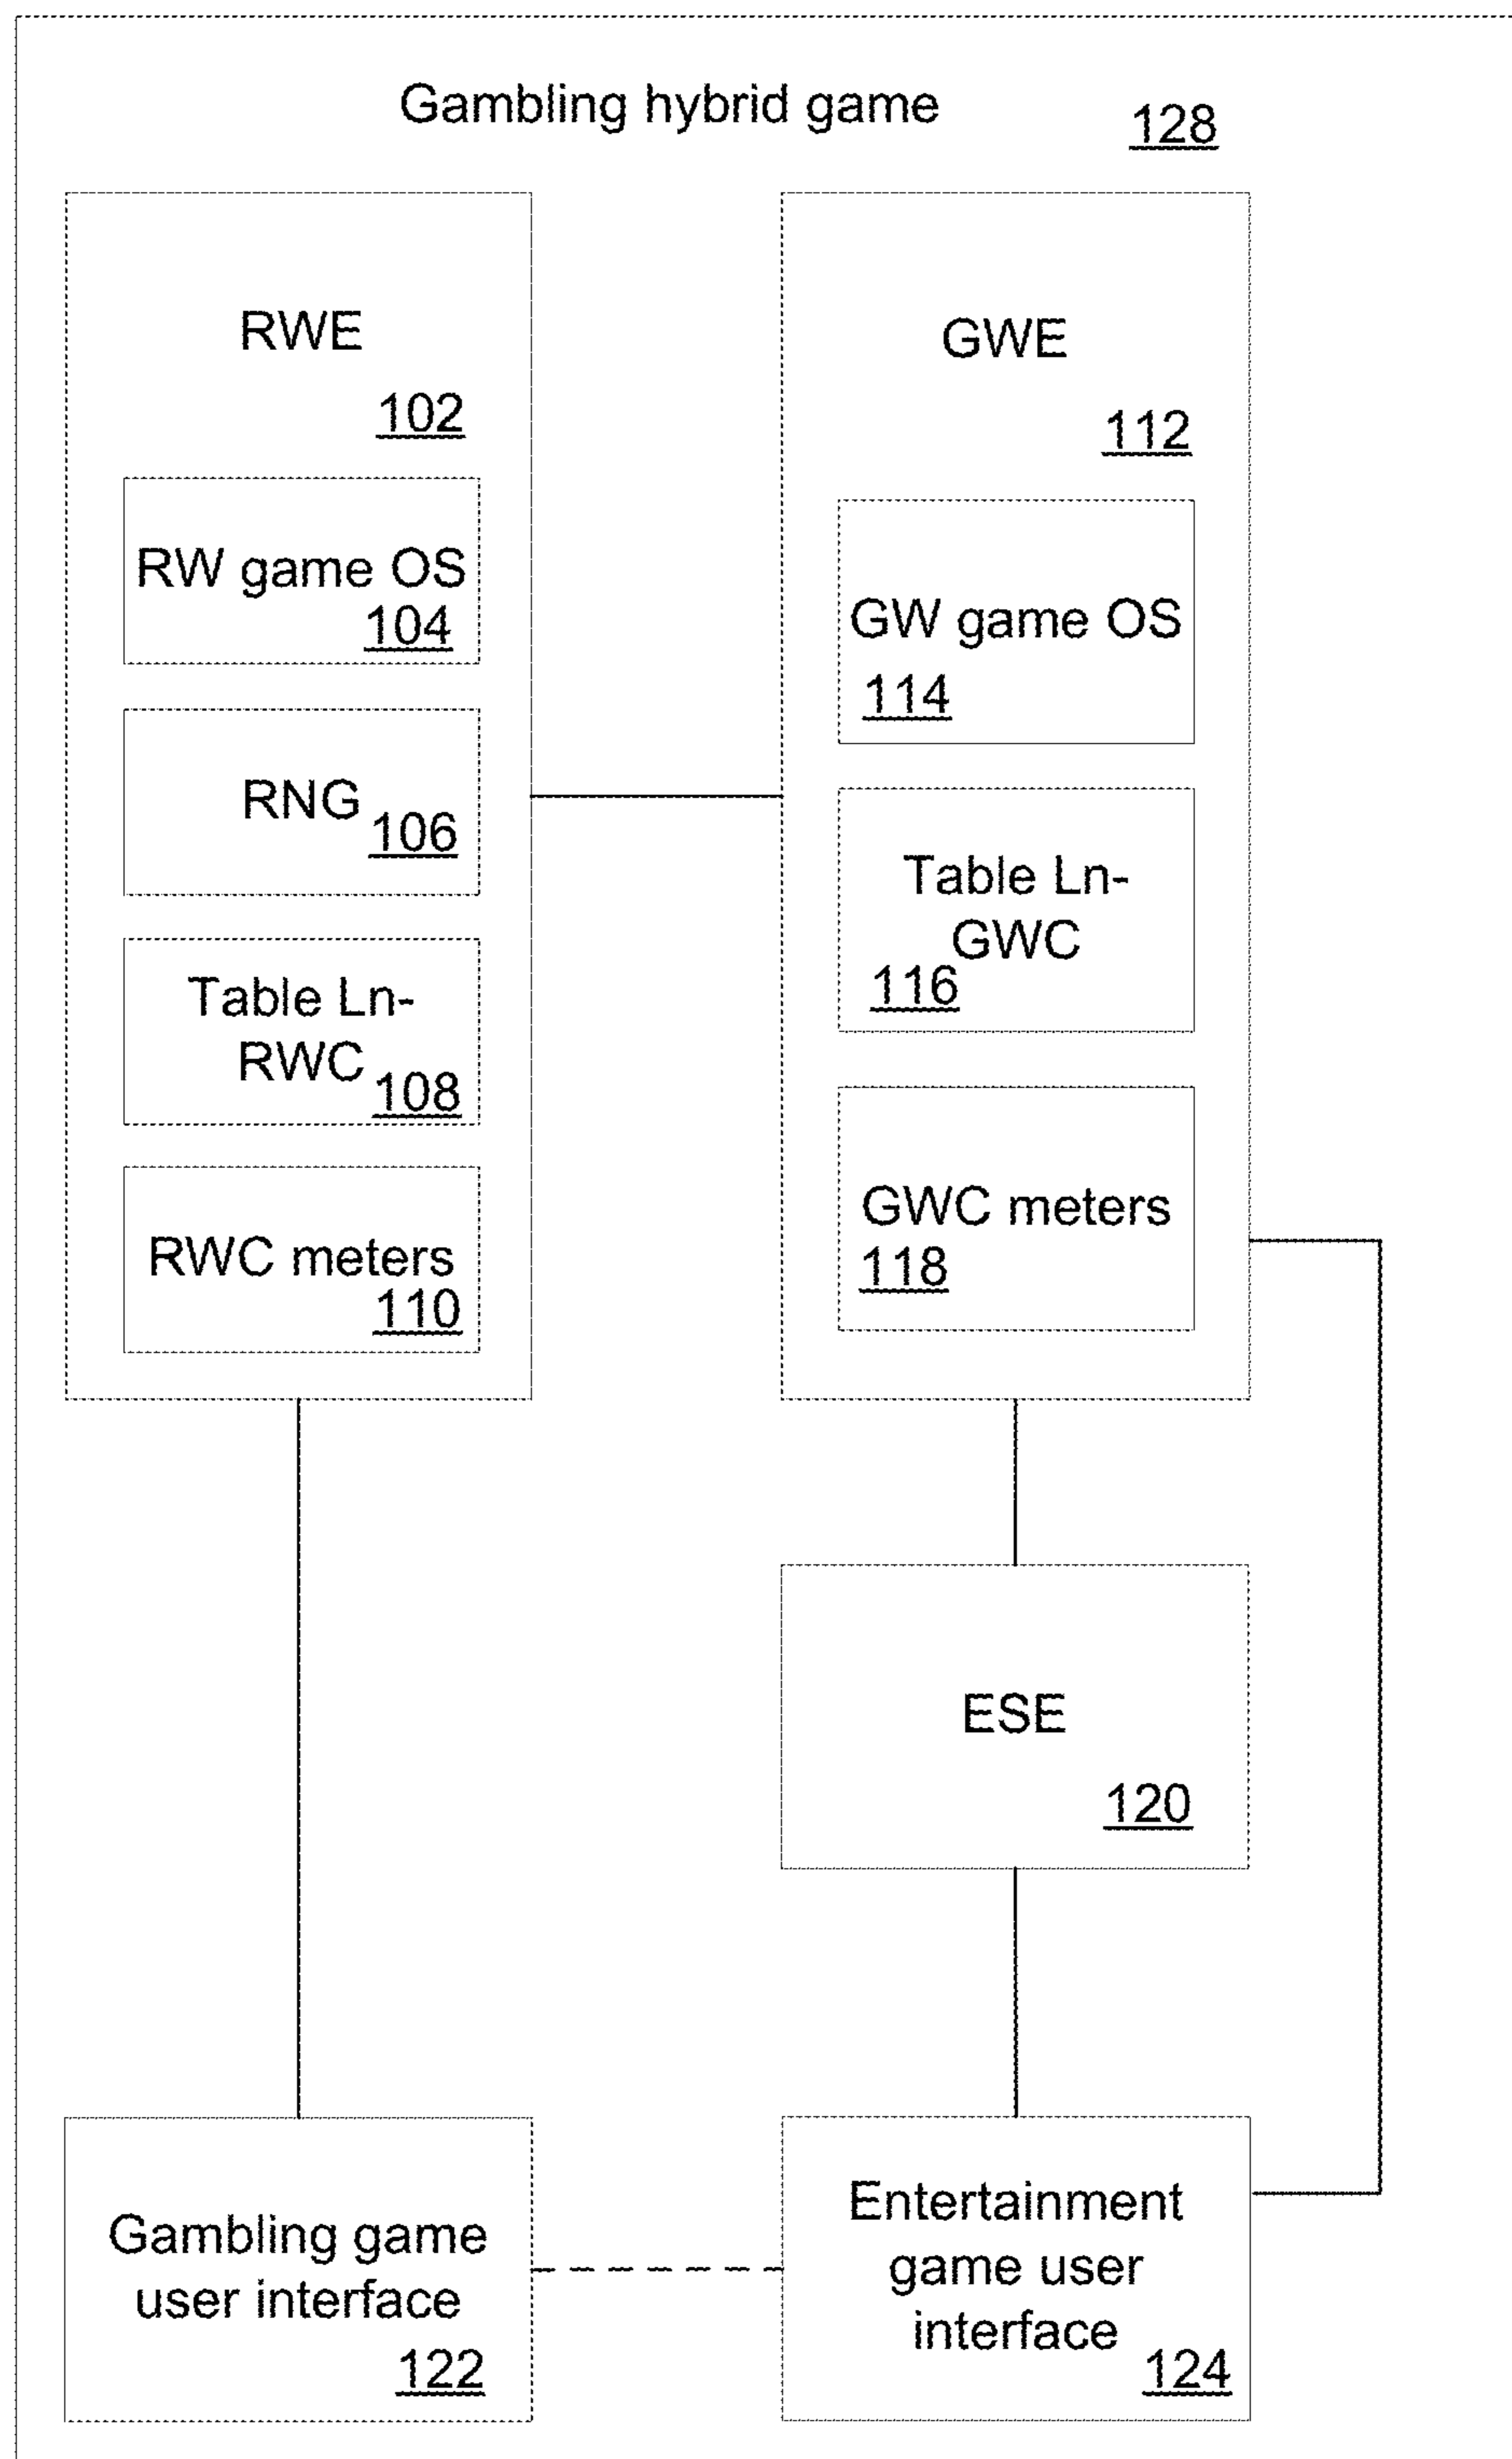 Gambling hybrid game
128
RWE
102
RW game OS
104
RNG
106
Table Ln-
RWC
108
RWC meters
110
GWE
112
GW game OS
114
Table Ln-
GWC
116
GWC meters
118
ESE
120
Gambling game
user interface
122
Entertainment
game user
interface
124